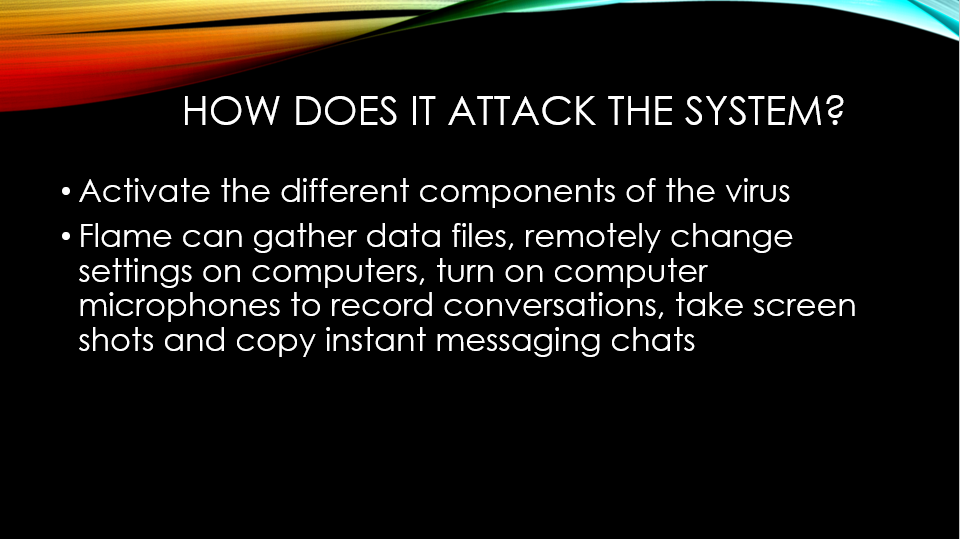 HOW DOES IT ATTACK THE SYSTEM?
• Activate the different components of the virus
• Flame can gather data files, remotely change
settings on computers, turn on computer
microphones to record conversations, take screen
shots and copy instant messaging chats